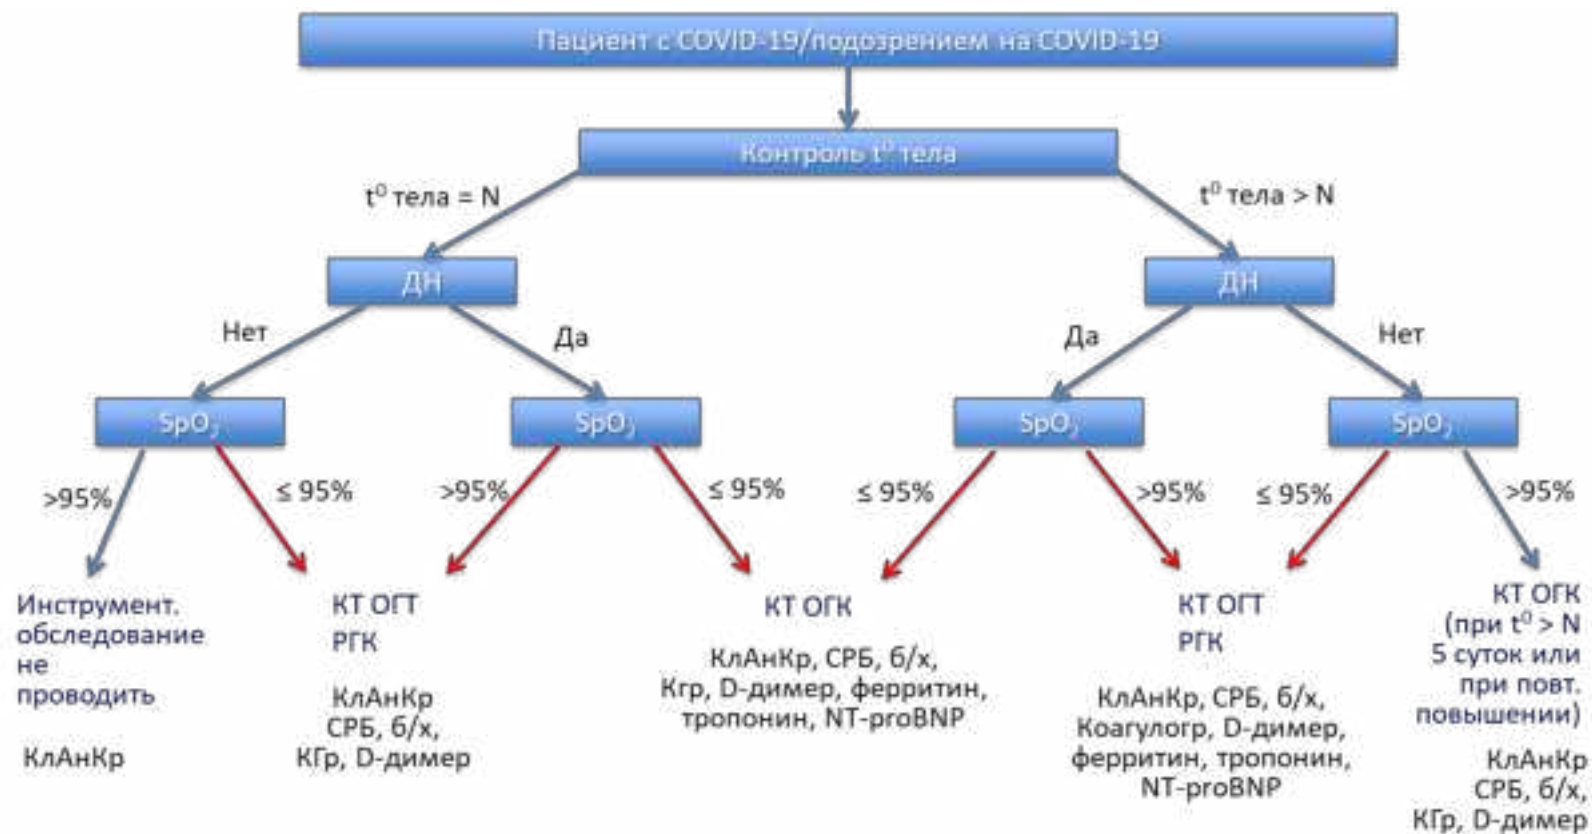 Пациент с COVID-19/подозрением на COVID-19
Контроль t⁰ тела
t⁰ тела = N
t⁰ тела > N
ДН
ДН
Нет
Да
Да
Нет
SpO₂
SpO₂
SpO₂
SpO₂
>95%
≤ 95%
>95%
≤ 95%
≤ 95%
>95%
≤ 95%
>95%
Инструмент.
обследование
не
проводить
КлАнКр
КТ ОГТ
РГК
КлАнКр
СРБ, б/х,
КГр, D-димер
КТ ОГК
КлАнКр, СРБ, б/х,
Кгр, D-димер, ферритин,
тропонин, NT-proBNP
КТ ОГТ
РГК
КлАнКр, СРБ, б/х,
Коагулогр, D-димер,
ферритин, тропонин,
NT-proBNP
КТ ОГК
(при t⁰ > N
5 суток или
при повт.
повышении)
КлАнКр
СРБ, б/х,
КГр, D-димер